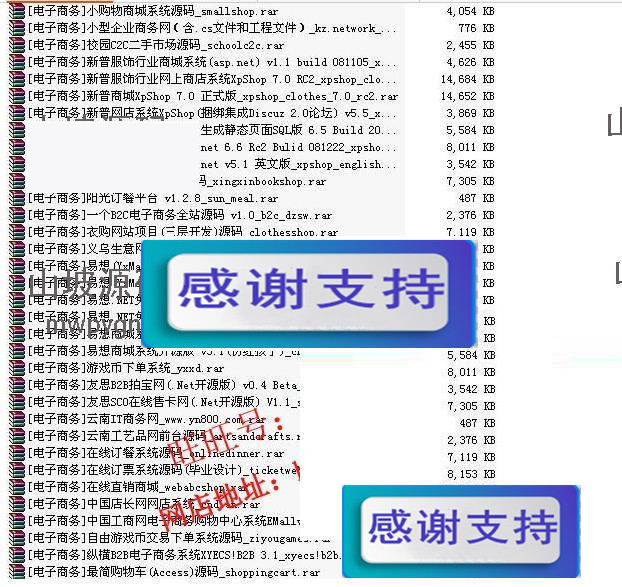 [电子商务]小购物商城系统源码_smallshop.rar 4,054 KB
[电子商务]小型企业商务网(含.cs文件和工程文件)_kz.network_... 776 KB
[电子商务]校园C2C二手市场源码_schoolc2c.rar 2,455 KB
[电子商务]新普服饰行业商城系统(asp.net) v1.1 build 081105_x... 4,626 KB
[电子商务]新普服饰行业网上商店系统XpShop 7.0 RC2_xpshop_clo... 14,684 KB
[电子商务]新普商城XpShop 7.0 正式版_xpshop_clothes_7.0_rc2.rar 14,652 KB
[电子商务]新普网店系统XpShop(捆绑集成Discuz 2.0论坛) v5.5_x... 3,869 KB
生成静态页面SQL版 6.5 Build 20... 5,584 KB
net 6.6 Rc2 Bulid 081222_xpsho... 8,011 KB
net v5.1 英文版_xpshop_english... 3,542 KB
_xingxinbookshop.rar 7,305 KB
[电子商务]阳光订餐平台 v1.2.8_sun_meal.rar 487 KB
[电子商务]一个B2C电子商务全站源码 v1.0_b2c_dzsw.rar 2,376 KB
[电子商务]衣购网站项目(三层开发)源码_clothesshop.rar 7,119 KB
[电子商务]义乌生意网 KB
[电子商务]易想 KB
山坡源
[电子商务]易想 KB
[电子商务]易想.NET KB
[电子商务]易想.NET KB
[电子商务]易想商城 KB
感谢支持
[电子商务]易想商城系统 5,584 KB
[电子商务]游戏币下单系统_yxxd.rar 8,011 KB
[电子商务]友思B2B拍宝网(.Net开源版) v0.4 Beta_ 3,542 KB
[电子商务]友思SCO在线售卡网(.Net开源版) V1.1_s 7,305 KB
[电子商务]云南IT商务网_www.yn800.com.rar 487 KB
[电子商务]云南工艺品网前台源码_artsandcrafts.r 2,376 KB
旺旺号：
[电子商务]在线订餐系统源码_onlinedinner.rar 7,119 KB
[电子商务]在线订票系统源码(毕业设计)_ticketwe 8,153 KB
[电子商务]在线直销商城_webabcshop.rar
网店地址：
[电子商务]中国店长网网店系统
[电子商务]中国工商网电子商务购物中心系统EMall
[电子商务]自由游戏币交易下单系统源码_ziyougame
[电子商务]纵横B2B电子商务系统XYECS!B2B 3.1_xyecs!b2b.
[电子商务]最简购物车(Access)源码_shoppingcart.rar
感谢支持